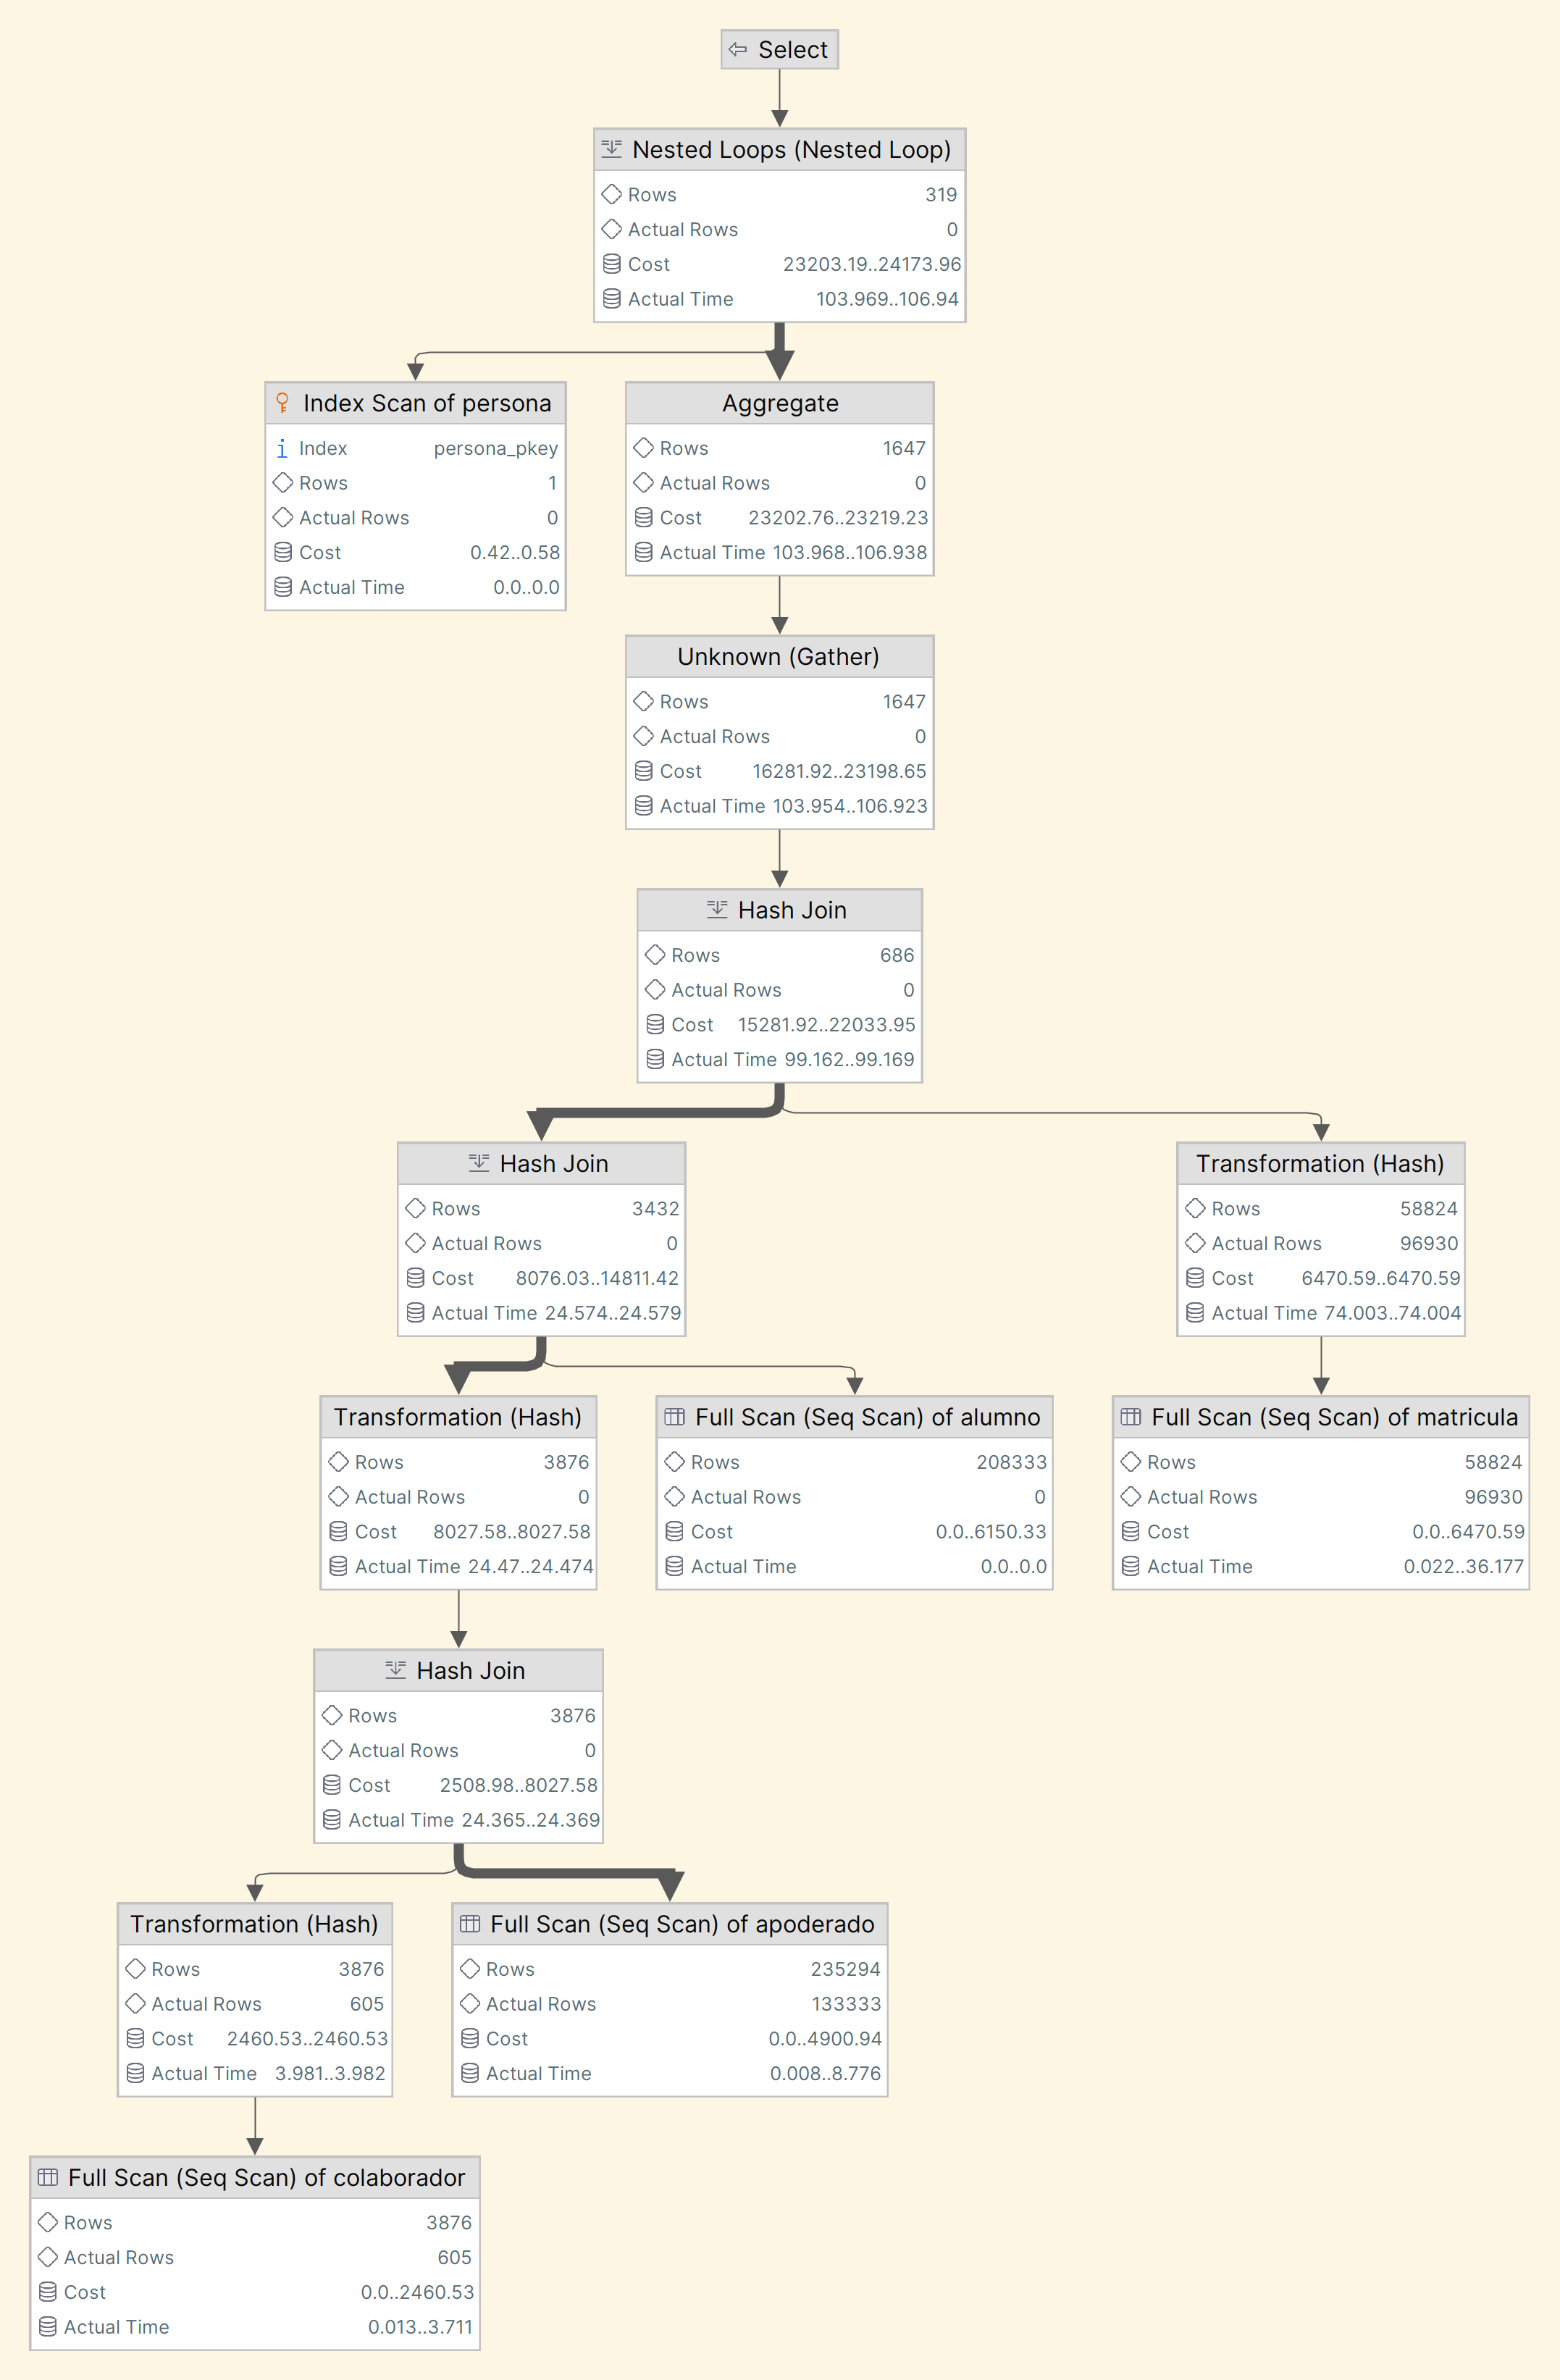 Select
Nested Loops (Nested Loop)
Rows 319
Actual Rows 0
Cost 23203.19..24173.96
Actual Time 103.969..106.94
Index Scan of persona
Index persona_pkey
Rows 1
Actual Rows 0
Cost 0.42..0.58
Actual Time 0.0..0.0
Aggregate
Rows 1647
Actual Rows 0
Cost 23202.76..23219.23
Actual Time 103.968..106.938
Unknown (Gather)
Rows 1647
Actual Rows 0
Cost 16281.92..23198.65
Actual Time 103.954..106.923
Hash Join
Rows 686
Actual Rows 0
Cost 15281.92..22033.95
Actual Time 99.162..99.169
Hash Join
Rows 3432
Actual Rows 0
Cost 8076.03..14811.42
Actual Time 24.574..24.579
Transformation (Hash)
Rows 58824
Actual Rows 96930
Cost 6470.59..6470.59
Actual Time 74.003..74.004
Transformation (Hash)
Rows 3876
Actual Rows 0
Cost 8027.58..8027.58
Actual Time 24.47..24.474
Full Scan (Seq Scan) of alumno
Rows 208333
Actual Rows 0
Cost 0.0..6150.33
Actual Time 0.0..0.0
Full Scan (Seq Scan) of matricula
Rows 58824
Actual Rows 96930
Cost 0.0..6470.59
Actual Time 0.022..36.177
Hash Join
Rows 3876
Actual Rows 0
Cost 2508.98..8027.58
Actual Time 24.365..24.369
Transformation (Hash)
Rows 3876
Actual Rows 605
Cost 2460.53..2460.53
Actual Time 3.981..3.982
Full Scan (Seq Scan) of apoderado
Rows 235294
Actual Rows 133333
Cost 0.0..4900.94
Actual Time 0.008..8.776
Full Scan (Seq Scan) of colaborador
Rows 3876
Actual Rows 605
Cost 0.0..2460.53
Actual Time 0.013..3.711